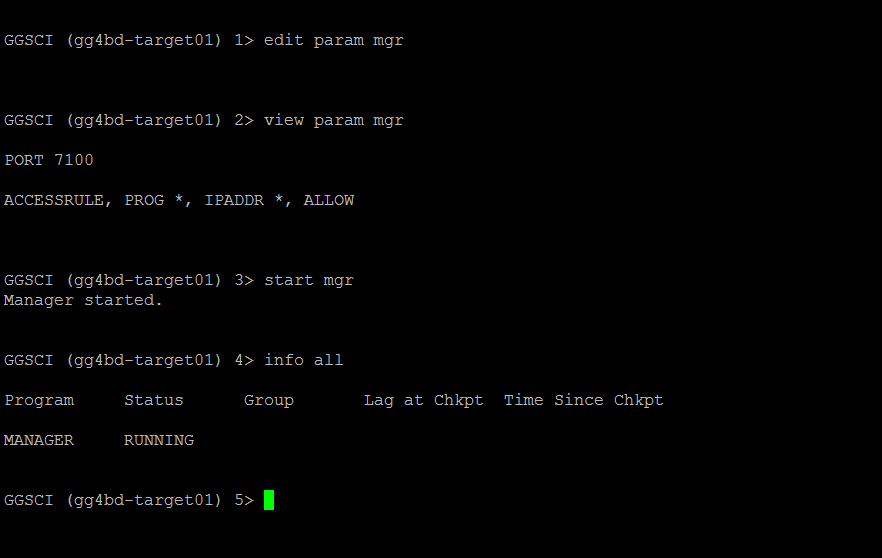 GGSCI (gg4bd-target01) 1> edit param mgr
GGSCI (gg4bd-target01) 2> view param mgr
PORT 7100
ACCESSRULE, PROG *, IPADDR *, ALLOW
GGSCI (gg4bd-target01) 3> start mgr
Manager started.
GGSCI (gg4bd-target01) 4> info all
Program     Status      Group       Lag at Chkpt  Time Since Chkpt
MANAGER     RUNNING
GGSCI (gg4bd-target01) 5>